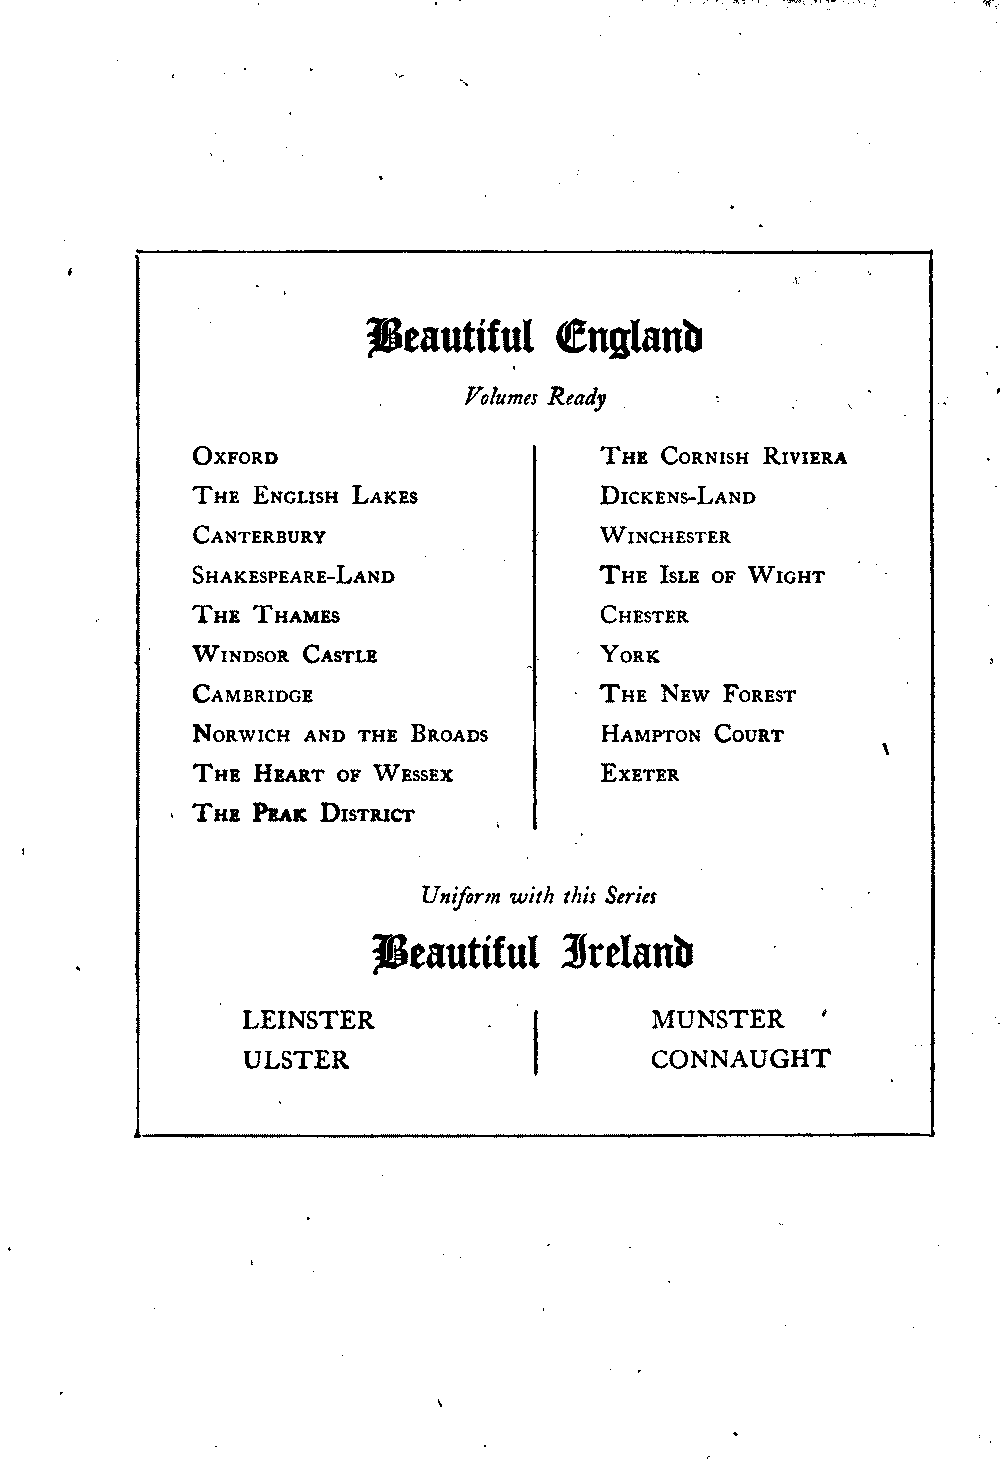 Beautiful England
Volumes Ready
Oxford
The English Lakes
Canterbury
Shakespeare-Land
The Thames
Windsor Castle
Cambridge
Norwich and the Broads
The Heart of Wessex
The Peak District
The Cornish Riviera
Dickens-Land
Winchester
The Isle of Wight
Chester
York
The New Forest
Hampton Court
Exeter
Uniform with this Series
Beautiful Ireland
LEINSTER
ULSTER
MUNSTER
CONNAUGHT